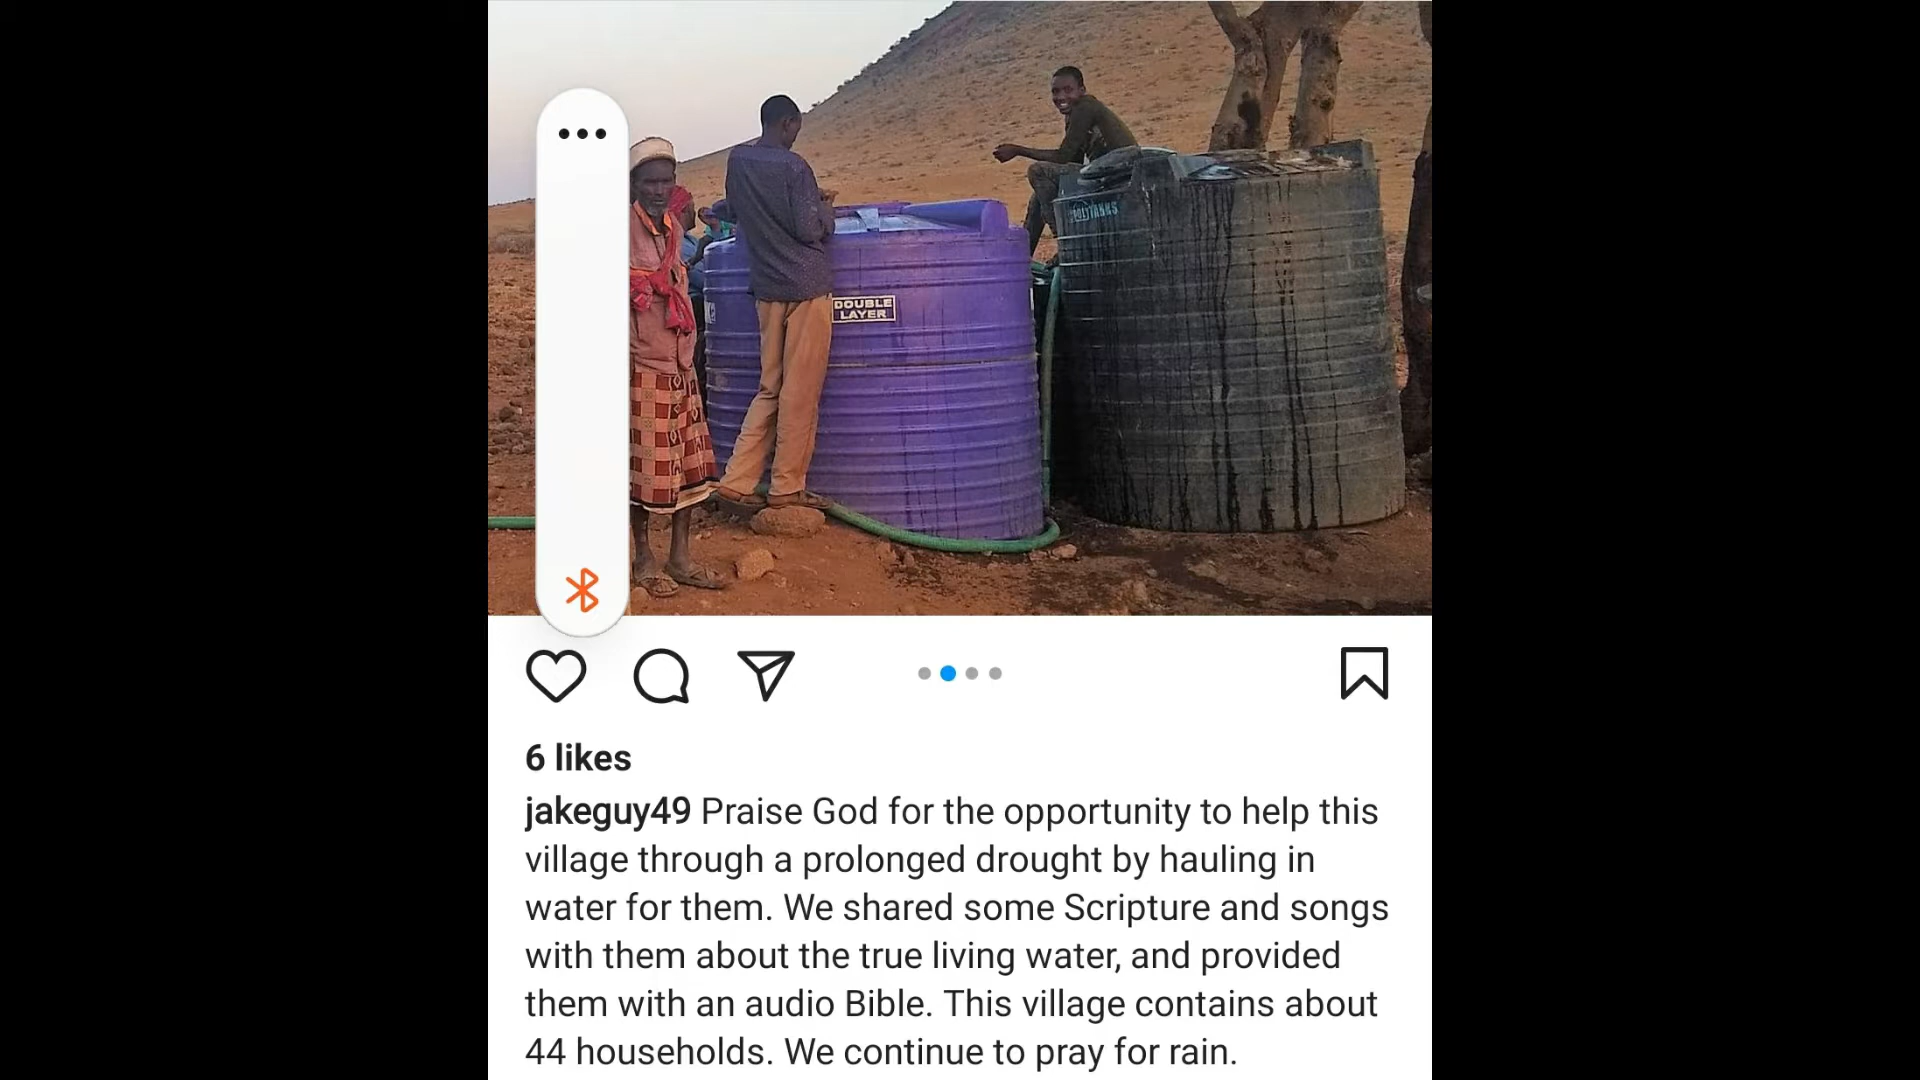 POLYTANKS
DOUBLE
LAYER
6 likes
jakeguy49 Praise God for the opportunity to help this
village through a prolonged drought by hauling in
water for them. We shared some Scripture and songs
with them about the true living water, and provided
them with an audio Bible. This village contains about
44 households. We continue to pray for rain.